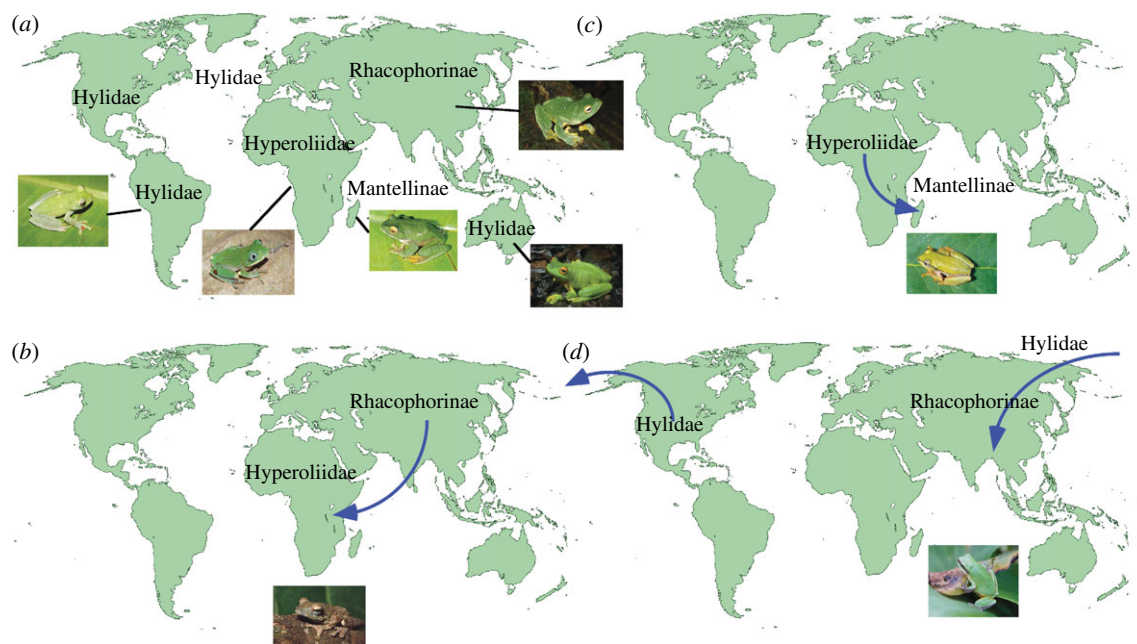 (a)
Hylidae
Hylidae
Rhacophorinae
Hyperoliidae
Hylidae
Mantellinae
Hylidae
(c)
Hyperoliidae
Mantellinae
(b)
Rhacophorinae
Hyperoliidae
(d)
Hylidae
Rhacophorinae
Hylidae